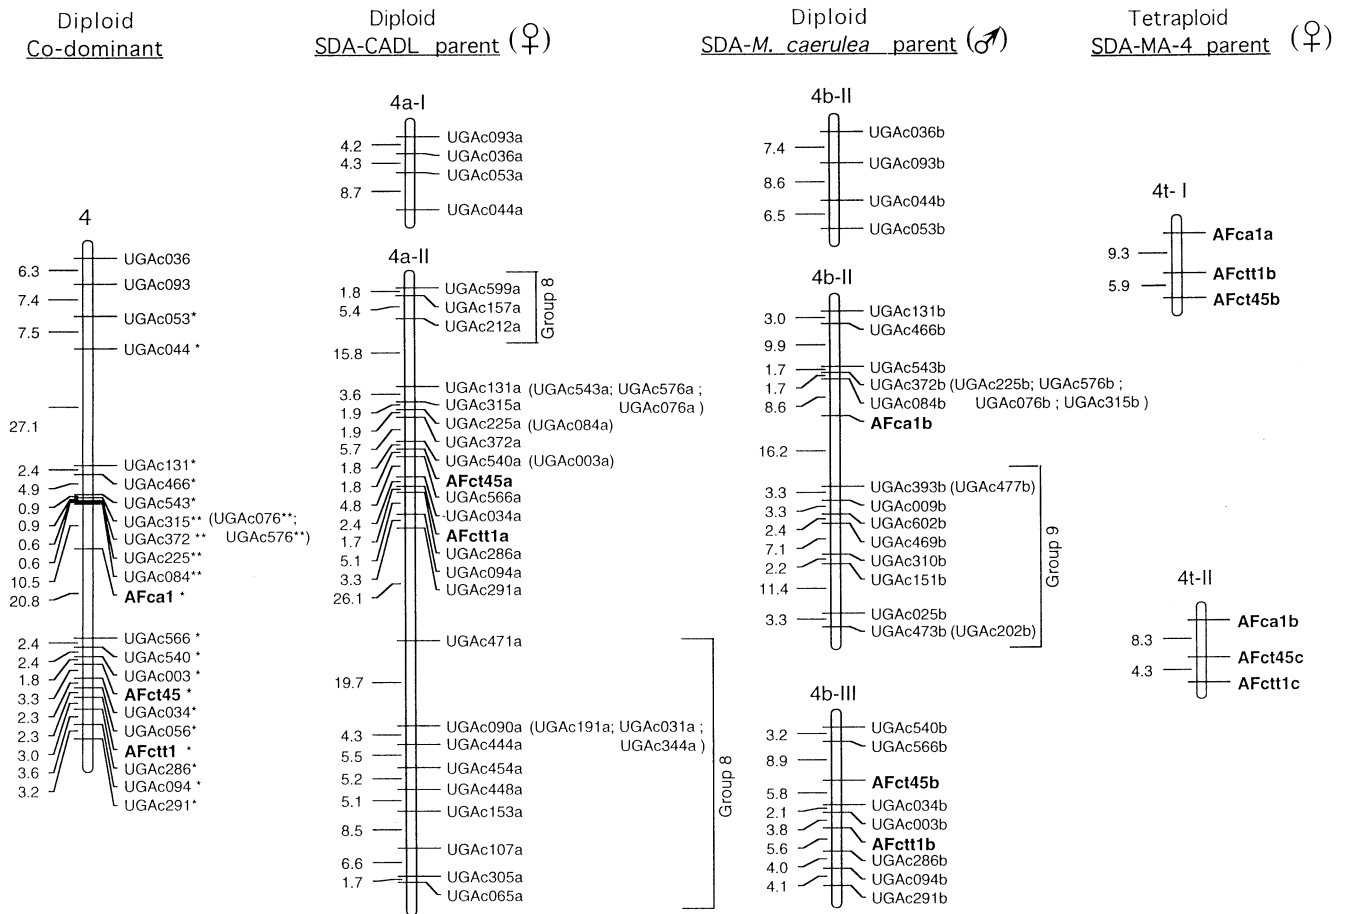 Diploid
Co-dominant
4
6.3
7.4
7.5
27.1
2.4
4.9
0.9
0.9
0.6
0.6
10.5
20.8
2.4
2.4
1.8
3.3
2.3
2.3
3.0
3.6
3.2
UGAc036
UGAc093
UGAc053*
UGAc044 *
UGAc131*
UGAc466*
UGAc543*
UGAc315** (UGAc076**;
UGAc372 ** UGAc576**)
UGAc225**
UGAc084**
AFca1 *
UGAc566 *
UGAc540 *
UGAc003 *
AFct45 *
UGAc034*
UGAc056*
AFctt1 *
UGAc286*
UGAc094 *
UGAc291*
Diploid
SDA-CADL parent (♀)
4a-I
4.2
4.3
8.7
UGAc093a
UGAc036a
UGAc053a
UGAc044a
4a-II
1.8
5.4
15.8
3.6
1.9
1.9
5.7
1.8
1.8
4.8
2.4
1.7
5.1
3.3
26.1
19.7
4.3
5.5
5.2
5.1
8.5
6.6
1.7
UGAc599a
UGAc157a
UGAc212a
Group 8
UGAc131a (UGAc543a; UGAc576a ;
UGAc315a UGAc076a )
UGAc225a (UGAc084a)
UGAc372a
UGAc540a (UGAc003a)
AFct45a
UGAc566a
UGAc034a
AFctt1a
UGAc286a
UGAc094a
UGAc291a
UGAc471a
UGAc090a (UGAc191a; UGAc031a ;
UGAc444a UGAc344a )
UGAc454a
UGAc448a
UGAc153a
UGAc107a
UGAc305a
UGAc065a
Group 8
Diploid
SDA-M. caerulea parent (♂)
4b-II
7.4
8.6
6.5
UGAc036b
UGAc093b
UGAc044b
UGAc053b
4b-II
3.0
9.9
1.7
1.7
8.6
16.2
3.3
3.3
2.4
7.1
2.2
11.4
3.3
UGAc131b
UGAc466b
UGAc543b
UGAc372b (UGAc225b; UGAc576b ;
UGAc084b UGAc076b ; UGAc315b )
AFca1b
UGAc393b (UGAc477b)
UGAc009b
UGAc602b
UGAc469b
UGAc310b
UGAc151b
UGAc025b
UGAc473b (UGAc202b)
Group 9
4b-III
3.2
8.9
5.8
2.1
3.8
5.6
4.0
4.1
UGAc540b
UGAc566b
AFct45b
UGAc034b
UGAc003b
AFctt1b
UGAc286b
UGAc094b
UGAc291b
Tetraploid
SDA-MA-4 parent (♀)
4t- I
9.3
5.9
AFca1a
AFctt1b
AFct45b
4t-II
8.3
4.3
AFca1b
AFct45c
AFctt1c